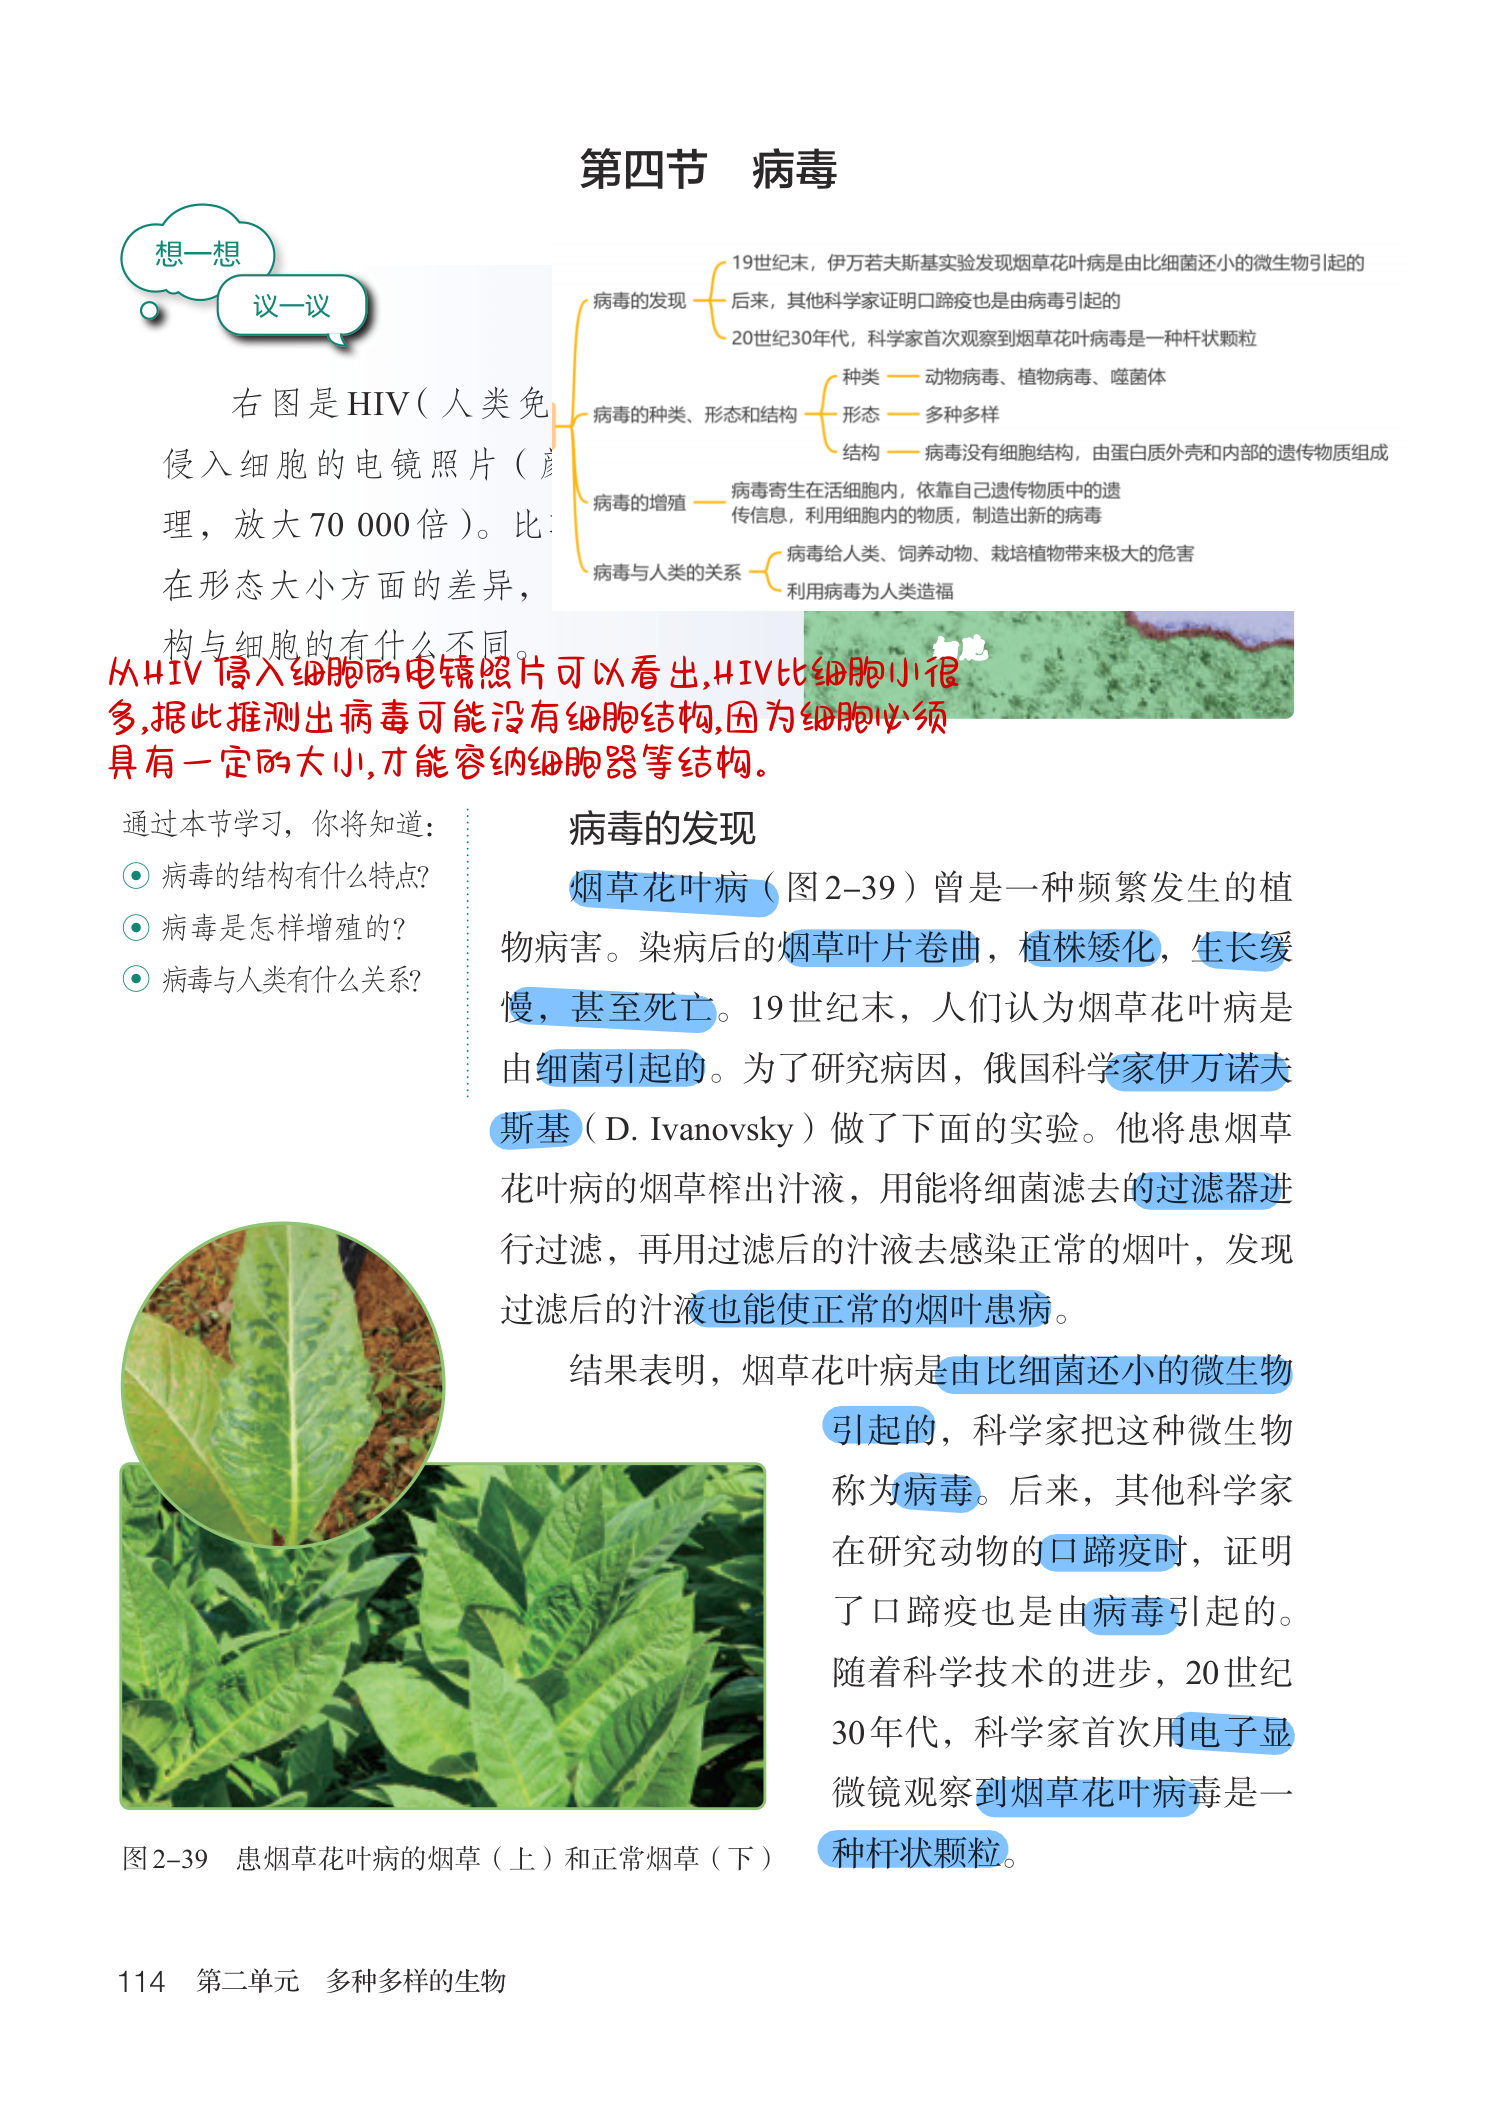 第四节 病毒
想一想
议一议
右图是HIV（人类免
侵入细胞的电镜照片（
理，放大70 000倍）。比
在形态大小方面的差异，
构与细胞的有什么不同。
19世纪末，伊万若夫斯基实验发现烟草花叶病是由比细菌还小的微生物引起的
病毒的发现
后来，其他科学家证明口蹄疫也是由病毒引起的
20世纪30年代，科学家首次观察到烟草花叶病毒是一种杆状颗粒
种类
动物病毒、植物病毒、噬菌体
病毒的种类、形态和结构
形态
多种多样
结构
病毒没有细胞结构，由蛋白质外壳和内部的遗传物质组成
病毒的增殖
病毒寄生在活细胞内，依靠自己遗传物质中的遗
传信息，利用细胞内的物质，制造出新的病毒
病毒与人类的关系
病毒给人类、饲养动物、栽培植物带来极大的危害
利用病毒为人类造福
细胞
从HIV 侵入细胞的电镜照片可以看出,HIV比细胞小很
多,据此推测出病毒可能没有细胞结构,因为细胞必须
具有一定的大小,才能容纳细胞器等结构。
通过本节学习，你将知道：
病毒的结构有什么特点？
病毒是怎样增殖的？
病毒与人类有什么关系？
病毒的发现
烟草花叶病（图2–39）曾是一种频繁发生的植
物病害。染病后的烟草叶片卷曲，植株矮化，生长缓
慢，甚至死亡。19世纪末，人们认为烟草花叶病是
由细菌引起的。为了研究病因，俄国科学家伊万诺夫
斯基（D. Ivanovsky）做了下面的实验。他将患烟草
花叶病的烟草榨出汁液，用能将细菌滤去的过滤器进
行过滤，再用过滤后的汁液去感染正常的烟叶，发现
过滤后的汁液也能使正常的烟叶患病。
结果表明，烟草花叶病是由比细菌还小的微生物
引起的，科学家把这种微生物
称为病毒。后来，其他科学家
在研究动物的口蹄疫时，证明
了口蹄疫也是由病毒引起的。
随着科学技术的进步，20世纪
30年代，科学家首次用电子显
微镜观察到烟草花叶病毒是一
种杆状颗粒。
图2–39 患烟草花叶病的烟草（上）和正常烟草（下）
114 第二单元 多种多样的生物